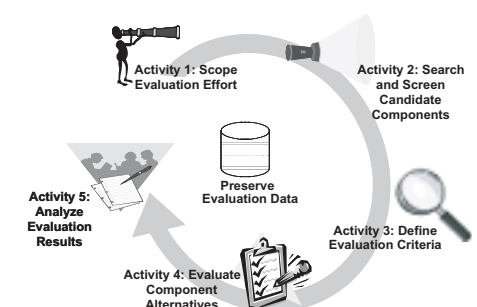 Activity 1: Scope
Evaluation Effort
Activity 2: Search
and Screen
Candidate
Components
Preserve
Evaluation Data
Activity 3: Define
Evaluation Criteria
Activity 4: Evaluate
Component
Alternatives
Activity 5:
Analyze
Evaluation
Results